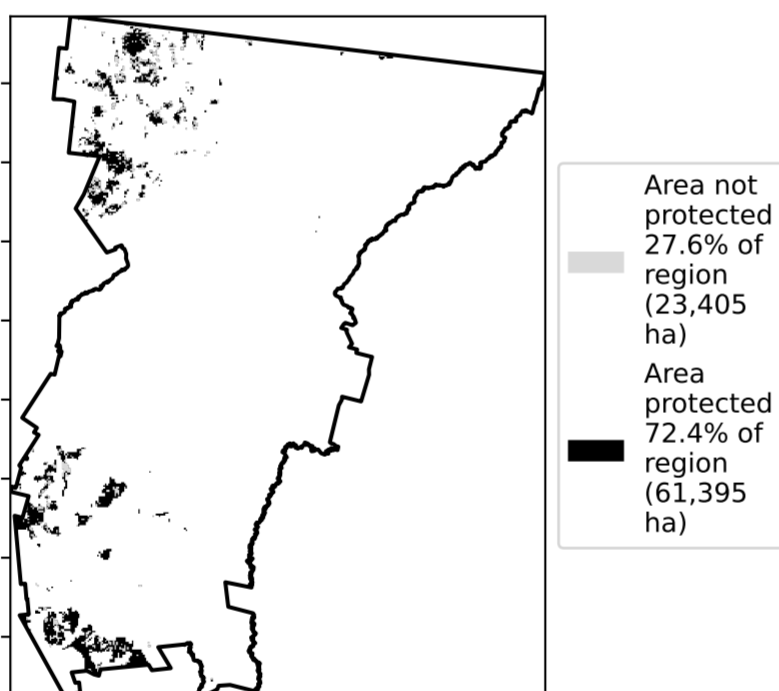 Area not
protected
27.6% of
region
(23,405
ha)
Area
protected
72.4% of
region
(61,395
ha)